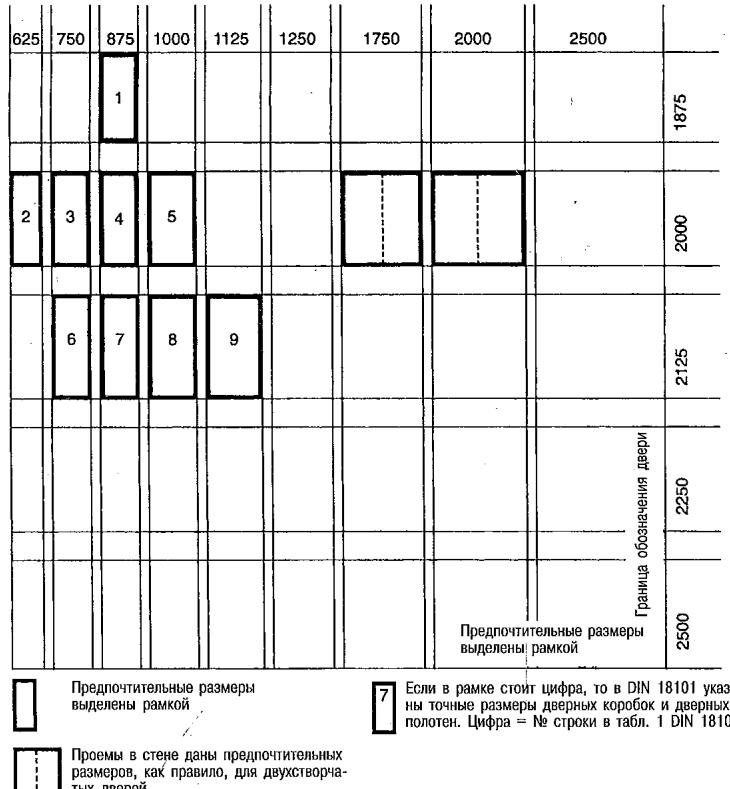 625 750 875 1000 1125 1250 1750 2000 2500
1
1875
2 3 4 5
2000
6 7 8 9
2125
Граница обозначения двери
2250
2500
Предпочтительные размеры
выделены рамкой
Предпочтительные размеры
выделены рамкой
7
Если в рамке стоит цифра, то в DIN 18101 указа
ны точные размеры дверных коробок и дверных
полотен. Цифра = № строки в табл. 1 DIN 1810
Проемы в стене даны предпочтительных
размеров, как правило, для двухстворча-
тых дверей